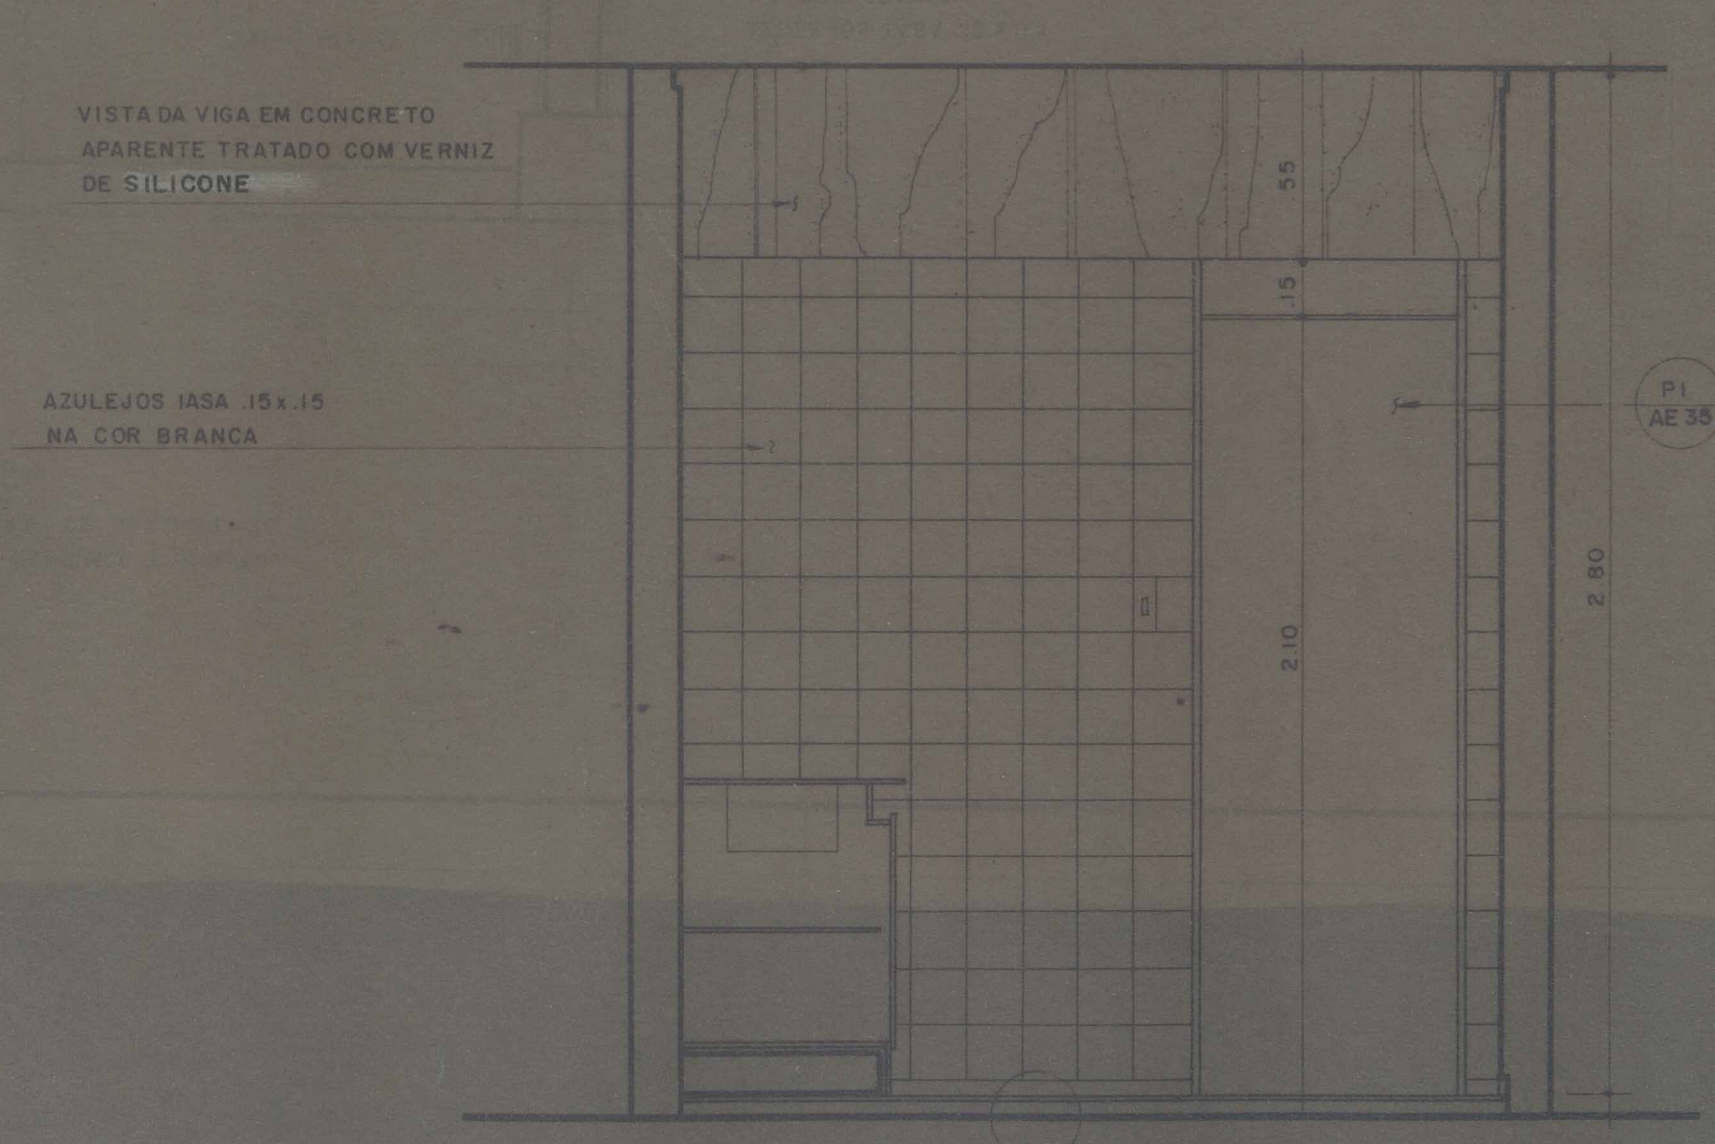 VISTA DA VIGA EM CONCRETO
APARENTE TRATADO COM VERNIZ
DE SILICONE
AZULEJOS IASA .15x.15
NA COR BRANCA
55
.15
2.10
2.80
P1
AE 35